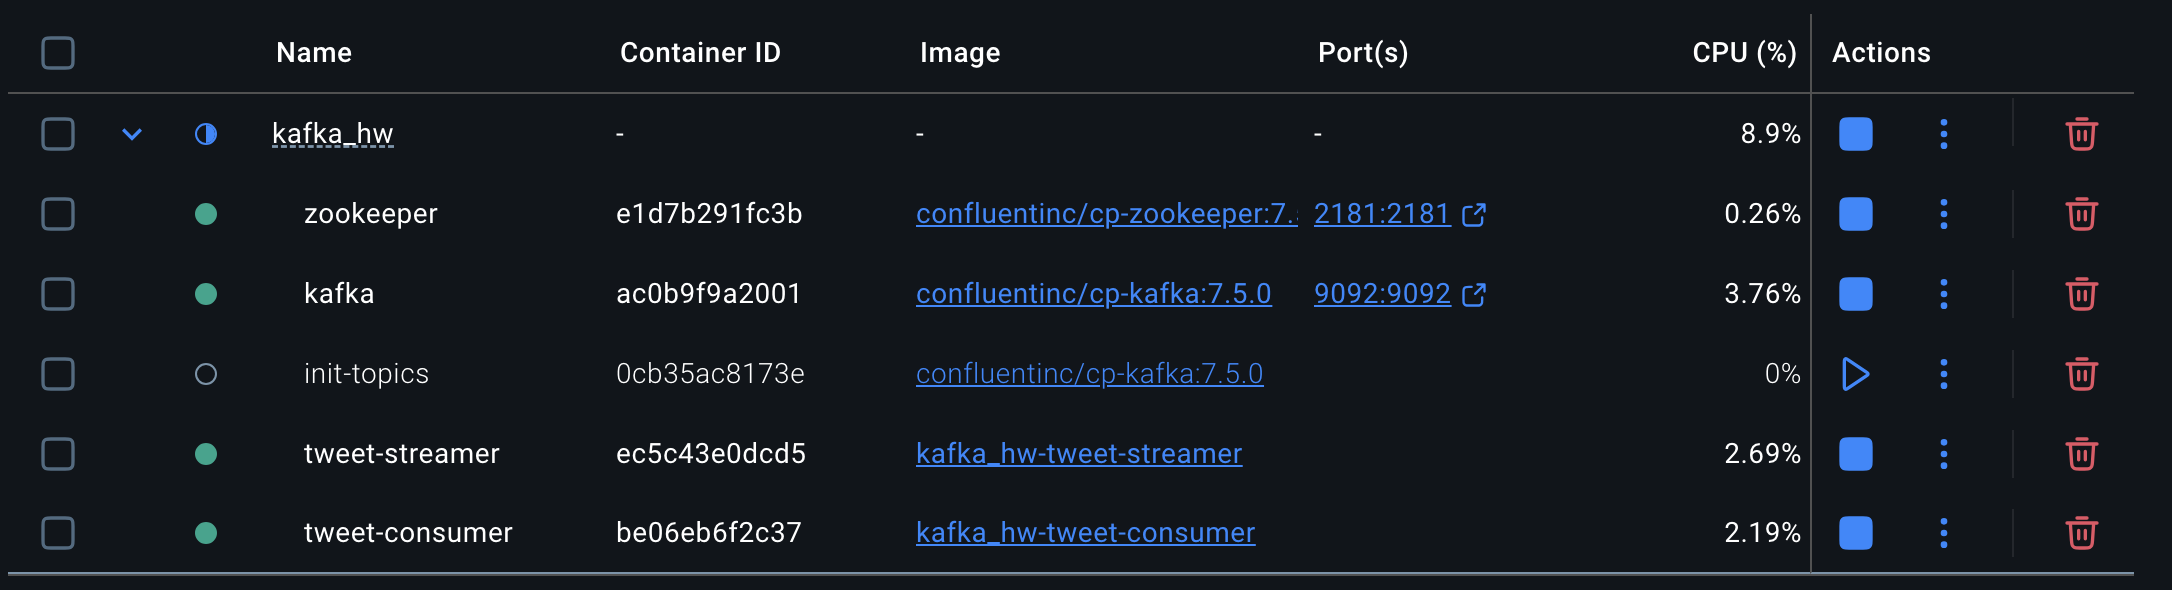 Name Container ID Image Port(s) CPU (%) Actions
kafka_hw - - - 8.9%
zookeeper e1d7b291fc3b confluentinc/cp-zookeeper:7. 2181:2181 0.26%
kafka ac0b9f9a2001 confluentinc/cp-kafka:7.5.0 9092:9092 3.76%
init-topics 0cb35ac8173e confluentinc/cp-kafka:7.5.0 0%
tweet-streamer ec5c43e0dcd5 kafka_hw-tweet-streamer 2.69%
tweet-consumer be06eb6f2c37 kafka_hw-tweet-consumer 2.19%